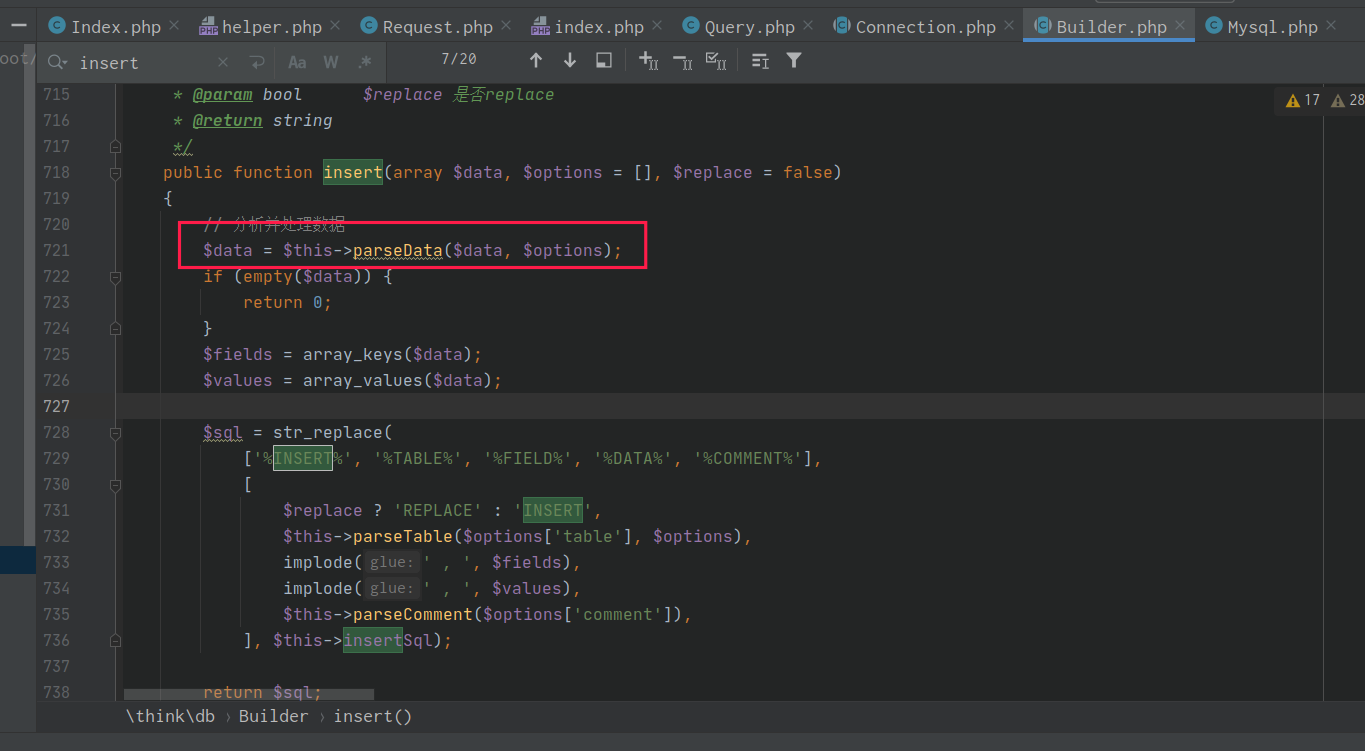 Index.php helper.php Request.php index.php Query.php Connection.php Builder.php Mysql.php
oot/ insert Aa W .* 7/20
715 * @param bool $replace 是否replace
17 28
716 * @return string
717 */
718 public function insert(array $data, $options = [], $replace = false)
719 {
720 // 分析并处理数据
721 $data = $this->parseData($data, $options);
722 if (empty($data)) {
723 return 0;
724 }
725 $fields = array_keys($data);
726 $values = array_values($data);
727
728 $sql = str_replace(
729 ['%INSERT%', '%TABLE%', '%FIELD%', '%DATA%', '%COMMENT%'],
730 [
731 $replace ? 'REPLACE' : 'INSERT',
732 $this->parseTable($options['table'], $options),
733 implode( glue: ' , ', $fields),
734 implode( glue: ' , ', $values),
735 $this->parseComment($options['comment']),
736 ], $this->insertSql);
737
738 return $sql;
\think\db › Builder › insert()